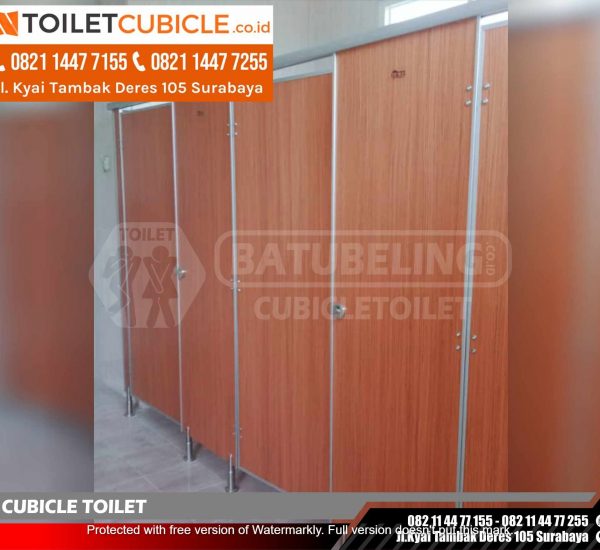 TOILETCUBICLE.co.id
0821 1447 7155 0821 1447 7255
l. Kyai Tambak Deres 105 Surabaya
TOILET
BATUBELING.co.id
CUBICLETOILET
CUBICLE TOILET
082 11 44 77 155 - 082 11 44 77 255
Jl.Kyai Tambak Deres 105 Surabaya
Protected with free version of Watermarkly. Full version doesn't put this mark.